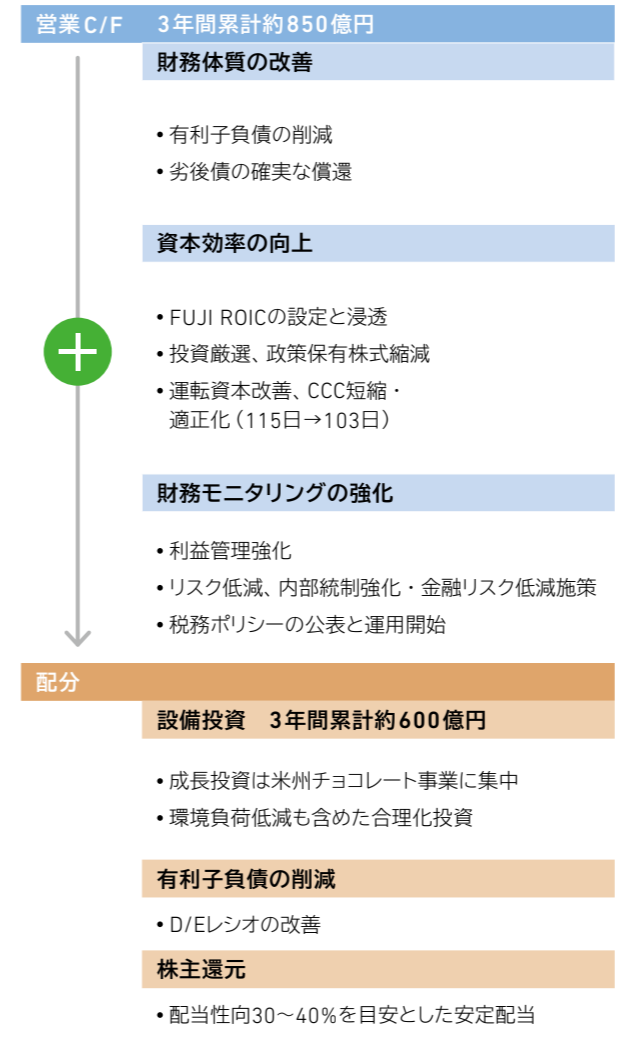 営業C/F 3年間累計約850億円
財務体質の改善
• 有利子負債の削減
• 劣後債の確実な償還
資本効率の向上
• FUJI ROICの設定と浸透
• 投資厳選、政策保有株式縮減
• 運転資本改善、CCC短縮・
適正化（115日→103日）
財務モニタリングの強化
• 利益管理強化
• リスク低減、内部統制強化・金融リスク低減施策
• 税務ポリシーの公表と運用開始
配分
設備投資 3年間累計約600億円
• 成長投資は米州チョコレート事業に集中
• 環境負荷低減も含めた合理化投資
有利子負債の削減
• D/Eレシオの改善
株主還元
• 配当性向30～40%を目安とした安定配当